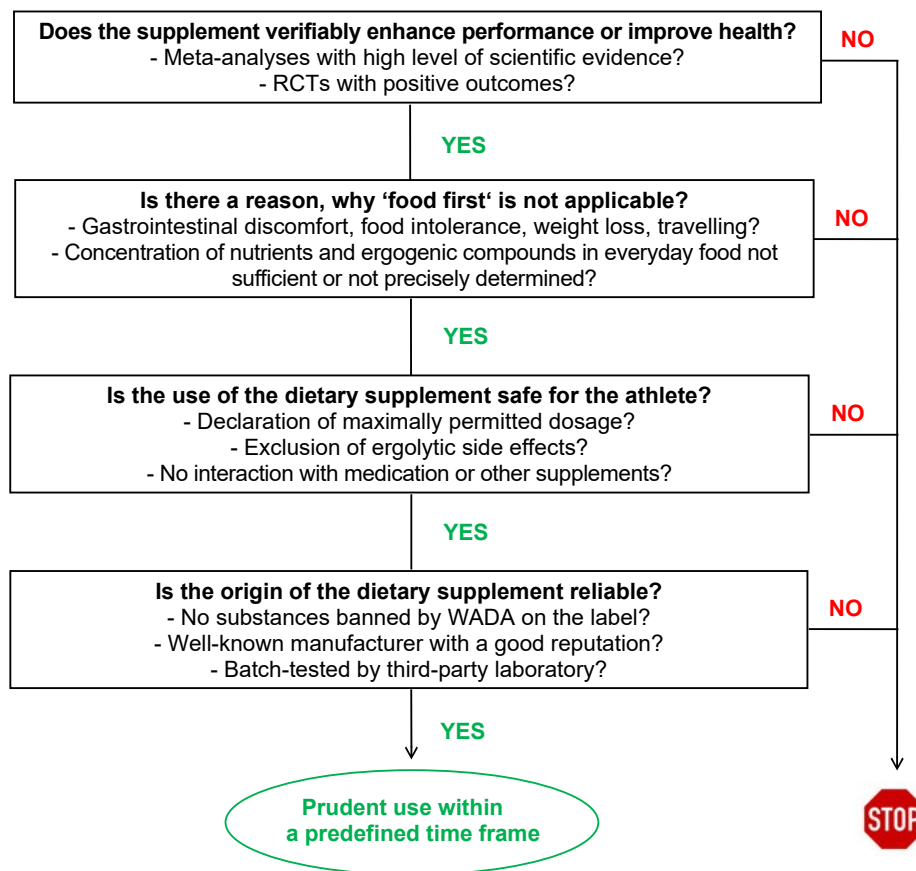 Does the supplement verifiably enhance performance or improve health?
- Meta-analyses with high level of scientific evidence?
- RCTs with positive outcomes?
NO
YES
Is there a reason, why ‘food first‘ is not applicable?
- Gastrointestinal discomfort, food intolerance, weight loss, travelling?
- Concentration of nutrients and ergogenic compounds in everyday food not
sufficient or not precisely determined?
NO
YES
Is the use of the dietary supplement safe for the athlete?
- Declaration of maximally permitted dosage?
- Exclusion of ergolytic side effects?
- No interaction with medication or other supplements?
NO
YES
Is the origin of the dietary supplement reliable?
- No substances banned by WADA on the label?
- Well-known manufacturer with a good reputation?
- Batch-tested by third-party laboratory?
NO
YES
Prudent use within
a predefined time frame
STOP